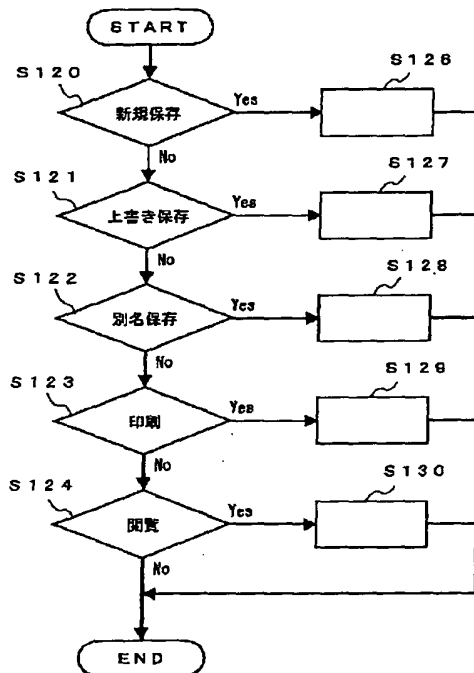 START
S120
新規保存
Yes
S126
No
S121
上書き保存
Yes
S127
No
S122
別名保存
Yes
S128
No
S123
印刷
Yes
S129
No
S124
閲覧
Yes
S130
No
END